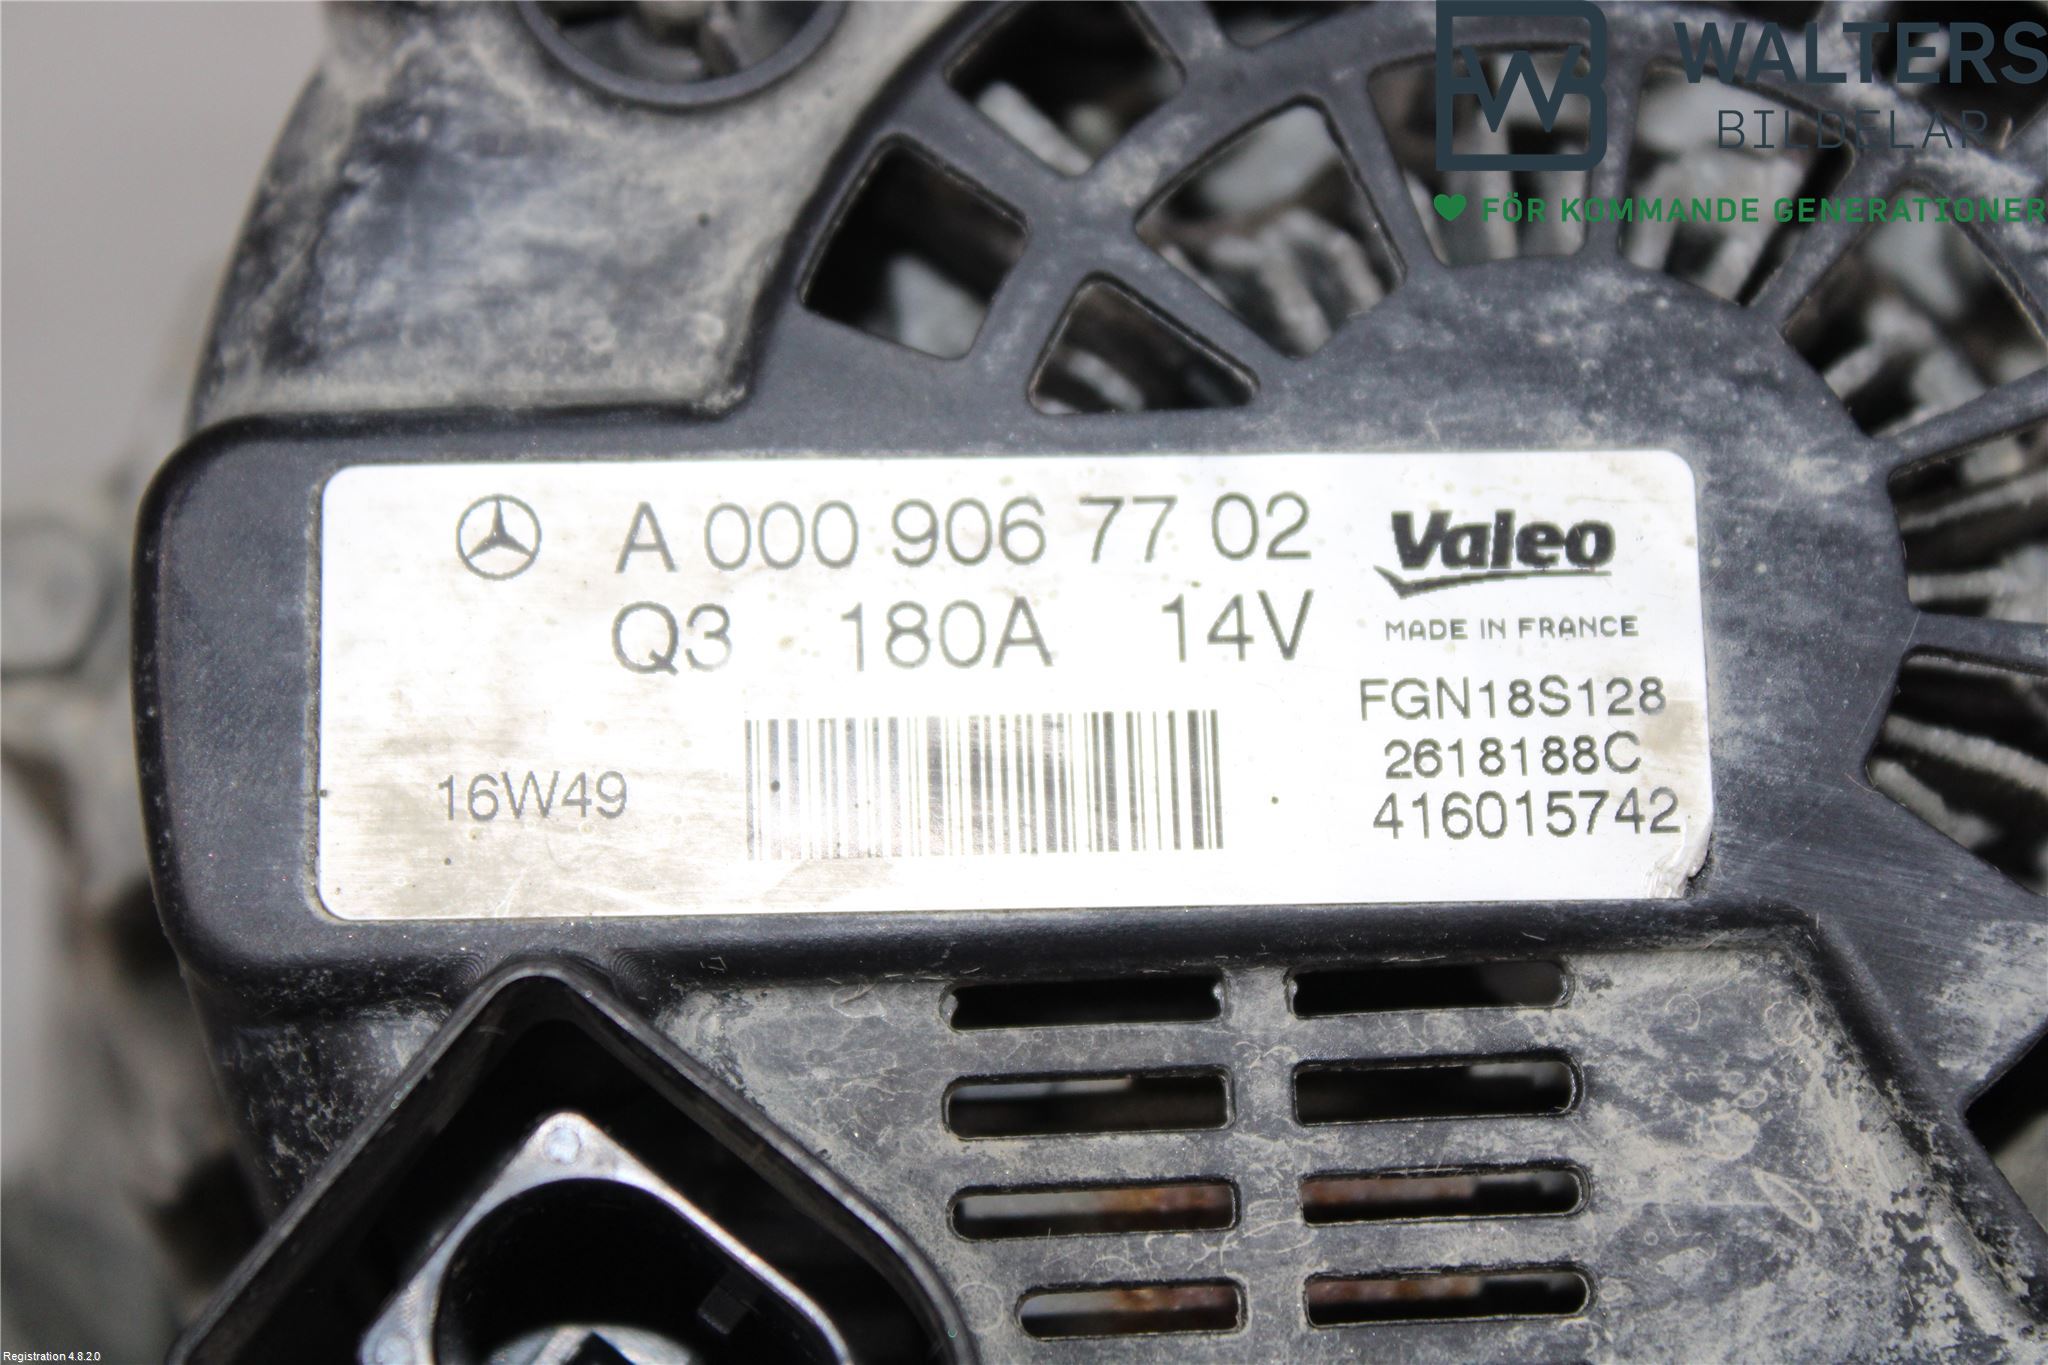 WALTERS
BILDELAR
FÖR KOMMANDE GENERATIONER
A 000 906 77 02
Q3 180A 14V
Valeo
MADE IN FRANCE
FGN18S128
2618188C
416015742
16W49
Registration 4.8.2.0